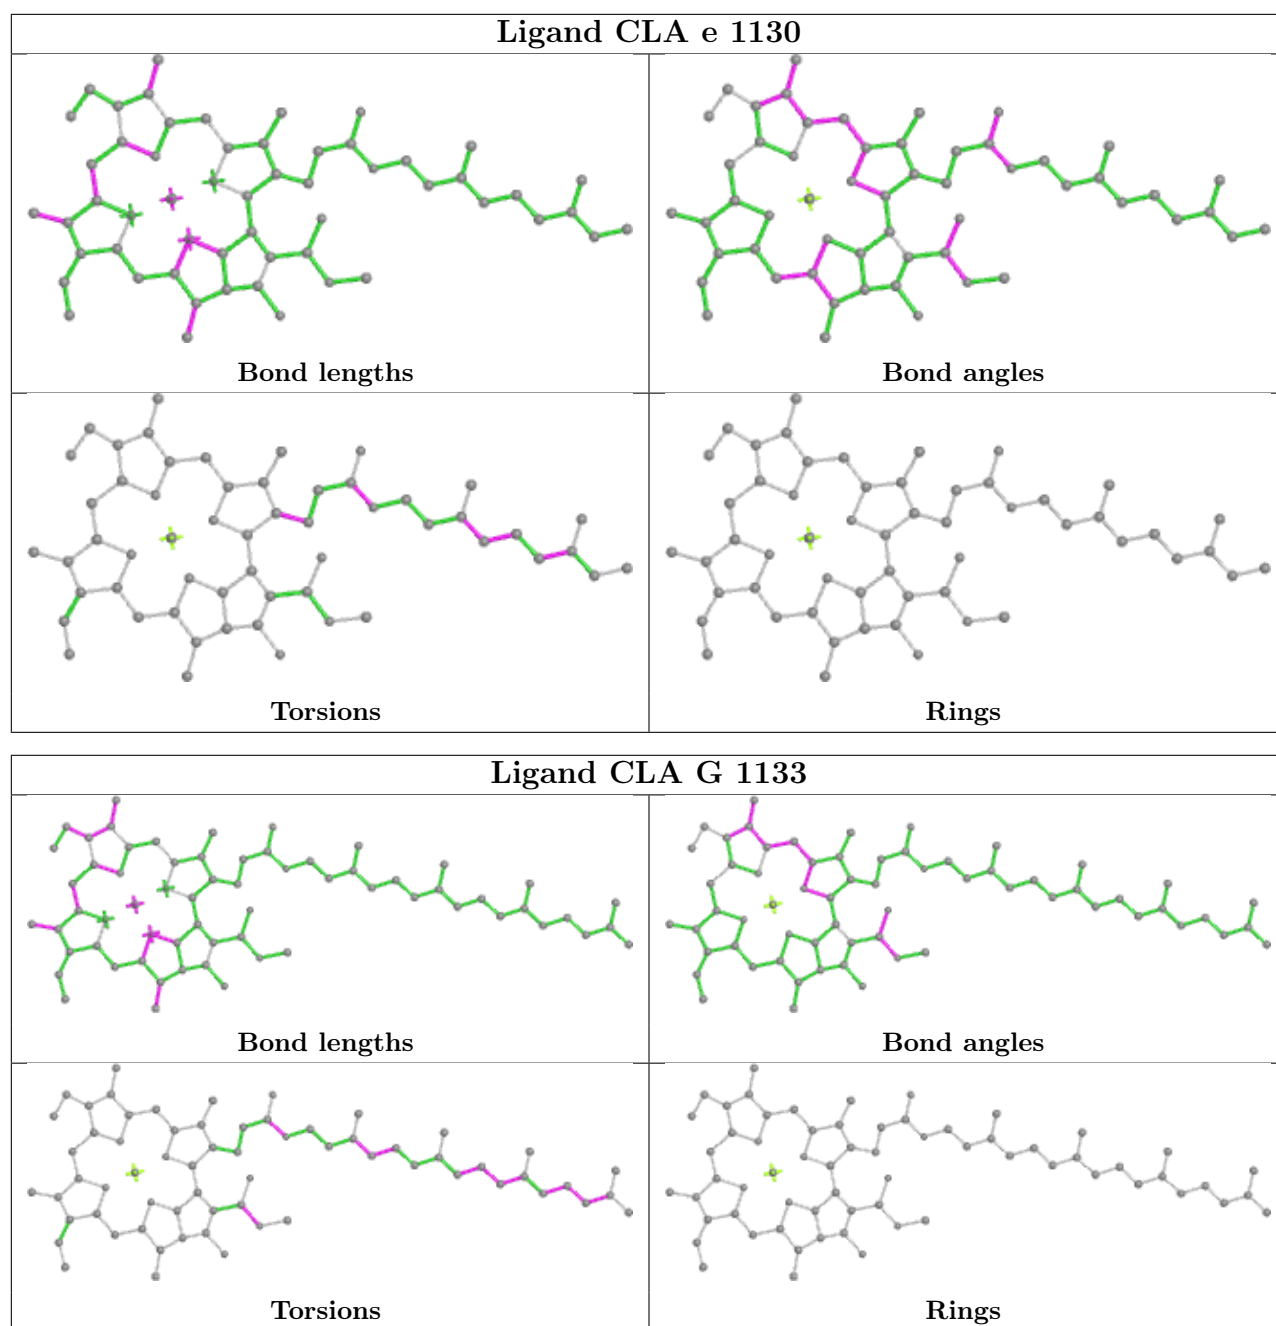 Ligand CLA e 1130
Bond lengths
Bond angles
Torsions
Rings
Ligand CLA G 1133
Bond lengths
Bond angles
Torsions
Rings